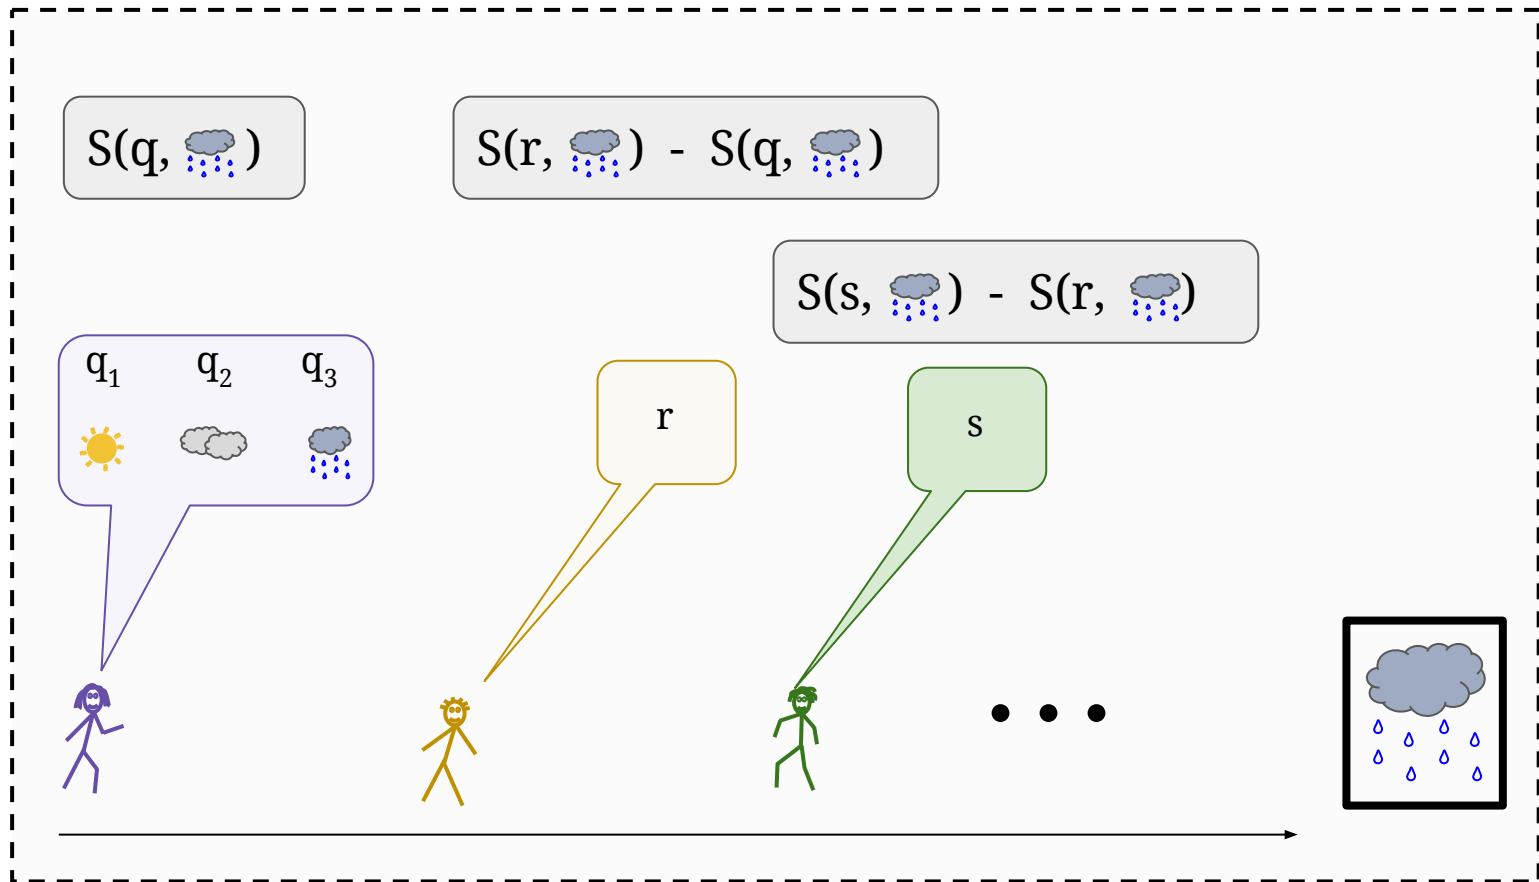 S(q, )
S(r, ) - S(q, )
S(s, ) - S(r, )
q1 q2 q3
r
s